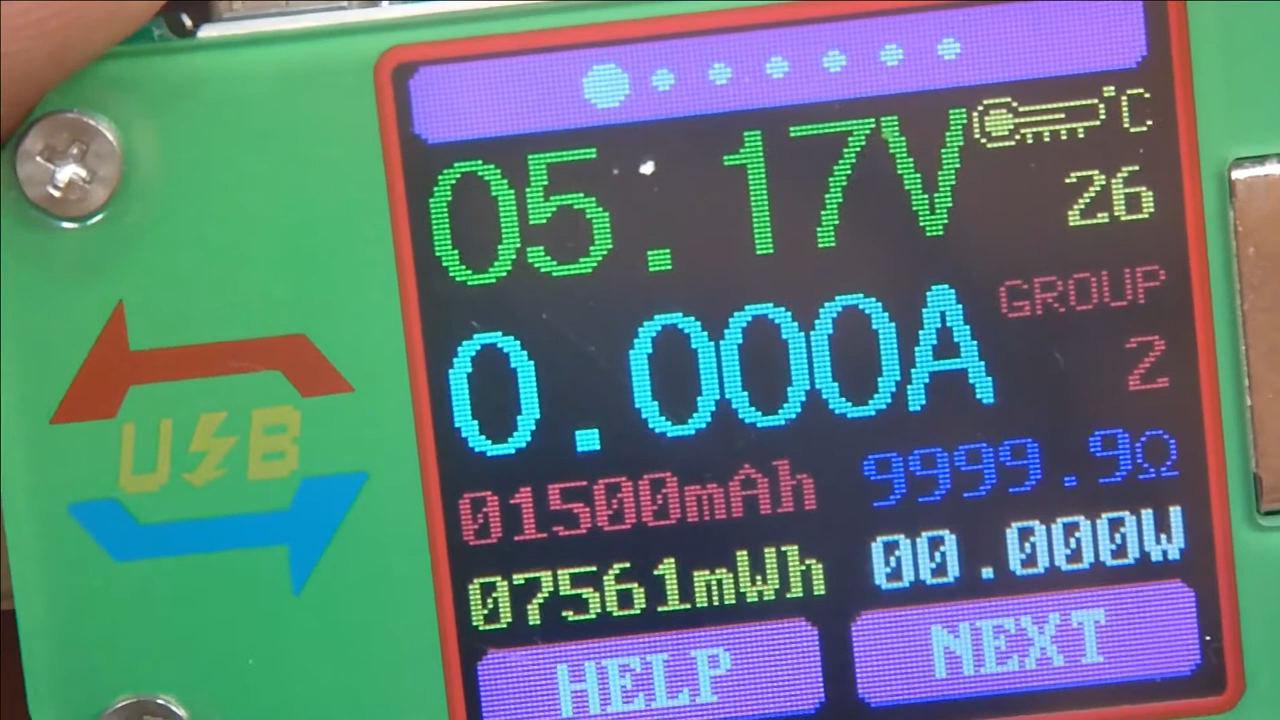 05.17V
°C
26
0.000A
GROUP
2
01500mAh
9999.9Ω
07561mWh
00.000W
HELP
NEXT
USB